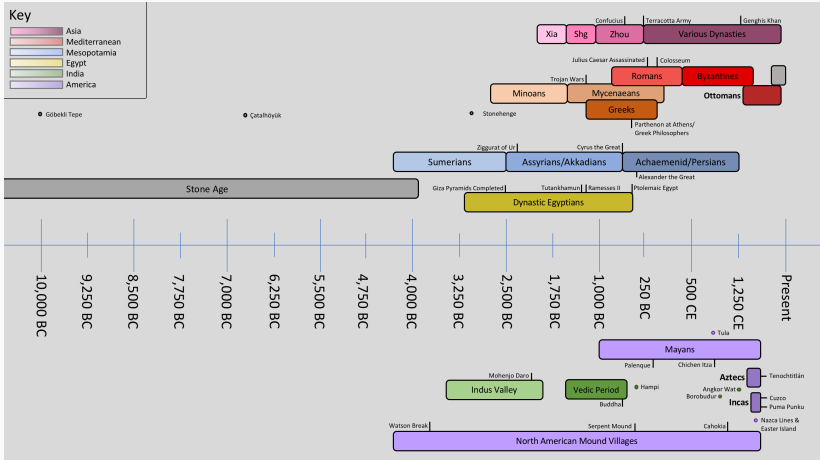 Key
Asia
Mediterranean
Mesopotamia
Egypt
India
America
Confucius
Terracotta Army
Genghis Khan
Xia
Shg
Zhou
Various Dynasties
Julius Caesar Assassinated
Colosseum
Romans
Byzantines
Trojan Wars
Minoans
Mycenaeans
Ottomans
Greeks
Göbekli Tepe
Çatalhöyük
Stonehenge
Parthenon at Athens/
Greek Philosophers
Ziggurat of Ur
Cyrus the Great
Sumerians
Assyrians/Akkadians
Achaemenid/Persians
Alexander the Great
Stone Age
Giza Pyramids Completed
Tutankhamun
Ramesses II
Ptolemaic Egypt
Dynastic Egyptians
10,000 BC
9,250 BC
8,500 BC
7,750 BC
7,000 BC
6,250 BC
5,500 BC
4,750 BC
4,000 BC
3,250 BC
2,500 BC
1,750 BC
1,000 BC
250 BC
500 CE
1,250 CE
Present
Tula
Mayans
Palenque
Chichen Itza
Aztecs
Tenochtitlán
Mohenjo Daro
Indus Valley
Vedic Period
Hampi
Angkor Wat
Borobudur
Buddha
Incas
Cuzco
Puma Punku
Nazca Lines &
Easter Island
Watson Break
Serpent Mound
Cahokia
North American Mound Villages